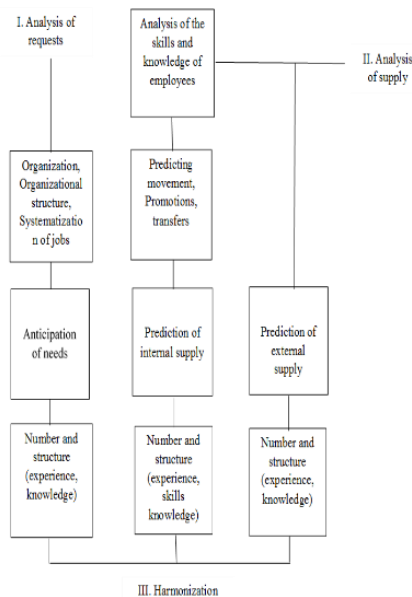 I. Analysis of
requests
Analysis of the
skills and
knowledge of
employees
II. Analysis
of supply
Organization,
Organizational
structure,
Systematizatio
n of jobs
Predicting
movement,
Promotions,
transfers
Anticipation
of needs
Prediction of
internal supply
Prediction of
external
supply
Number and
structure
(experience,
knowledge)
Number and
structure
(experience,
skills
knowledge)
Number and
structure
(experience,
knowledge)
III. Harmonization